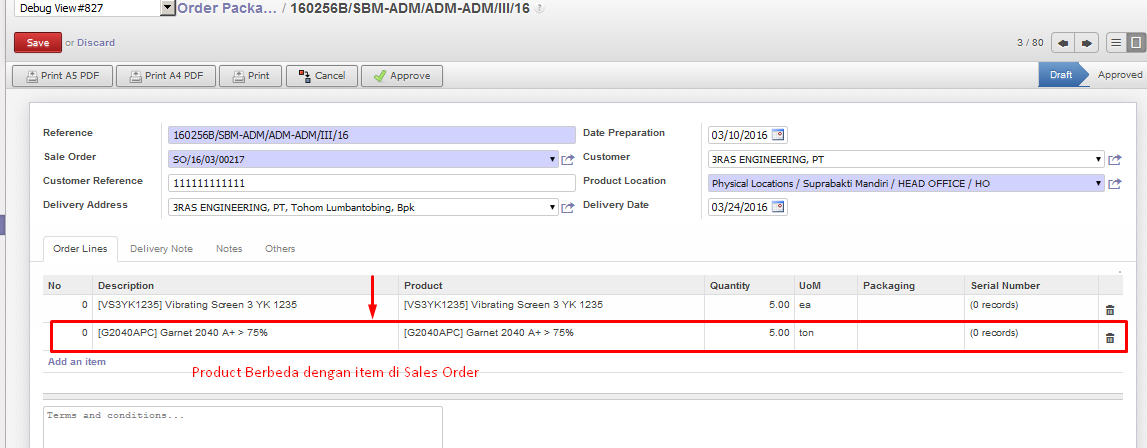 Debug View#827 Order Packa... / 160256B/SBM-ADM/ADM-ADM/III/16 ?
Save or Discard 3 / 80
Print A5 PDF Print A4 PDF Print Cancel Approve Draft Approved
Reference 160256B/SBM-ADM/ADM-ADM/III/16 Date Preparation 03/10/2016
Sale Order SO/16/03/00217 Customer 3RAS ENGINEERING, PT
Customer Reference 111111111111 Product Location Physical Locations / Suprabakti Mandiri / HEAD OFFICE / HO
Delivery Address 3RAS ENGINEERING, PT, Tohom Lumbantobing, Bpk Delivery Date 03/24/2016
Order Lines Delivery Note Notes Others
No Description Product Quantity UoM Packaging Serial Number
0 [VS3YK1235] Vibrating Screen 3 YK 1235 [VS3YK1235] Vibrating Screen 3 YK 1235 5.00 ea (0 records)
0 [G2040APC] Garnet 2040 A+ > 75% [G2040APC] Garnet 2040 A+ > 75% 5.00 ton (0 records)
Add an item
Product Berbeda dengan item di Sales Order
Terms and conditions...